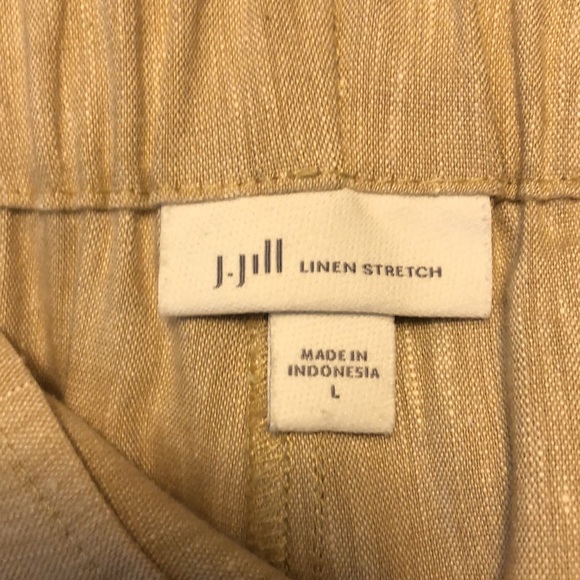 J.Jill LINEN STRETCH
MADE IN
INDONESIA
L